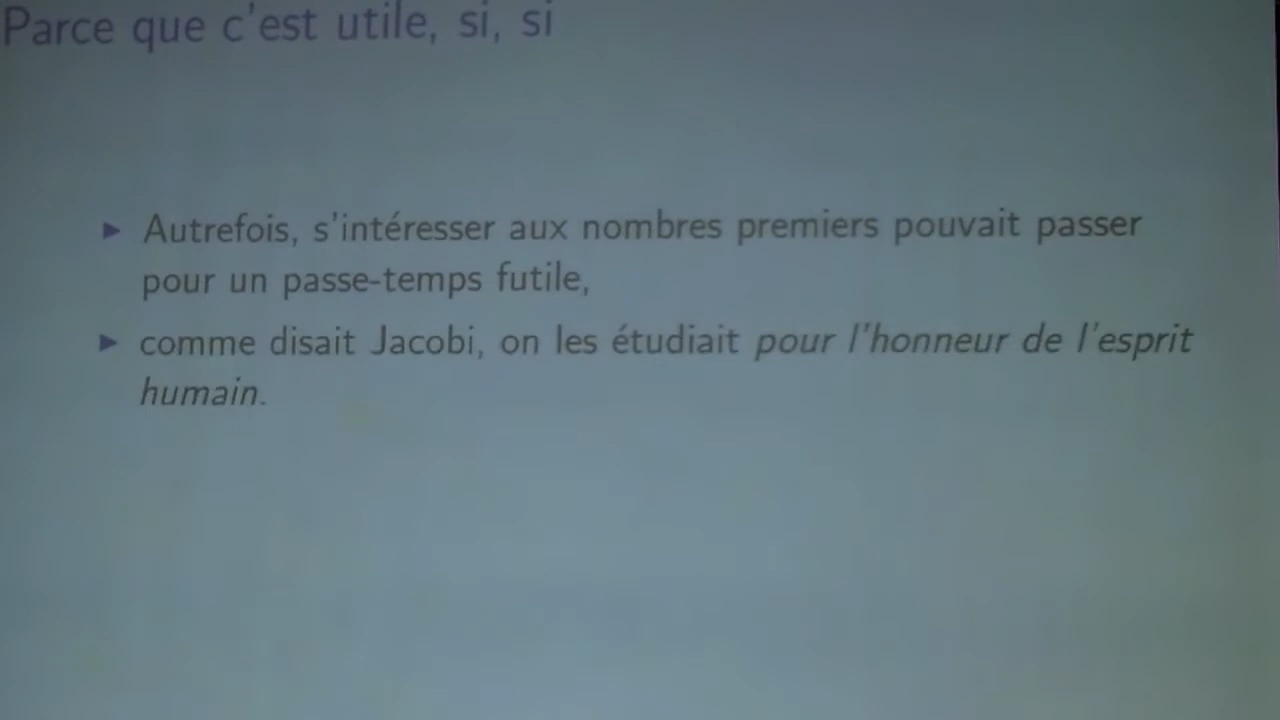 Parce que c'est utile, si, si
► Autrefois, s'intéresser aux nombres premiers pouvait passer
pour un passe-temps futile,
► comme disait Jacobi, on les étudiait pour l'honneur de l'esprit
humain.